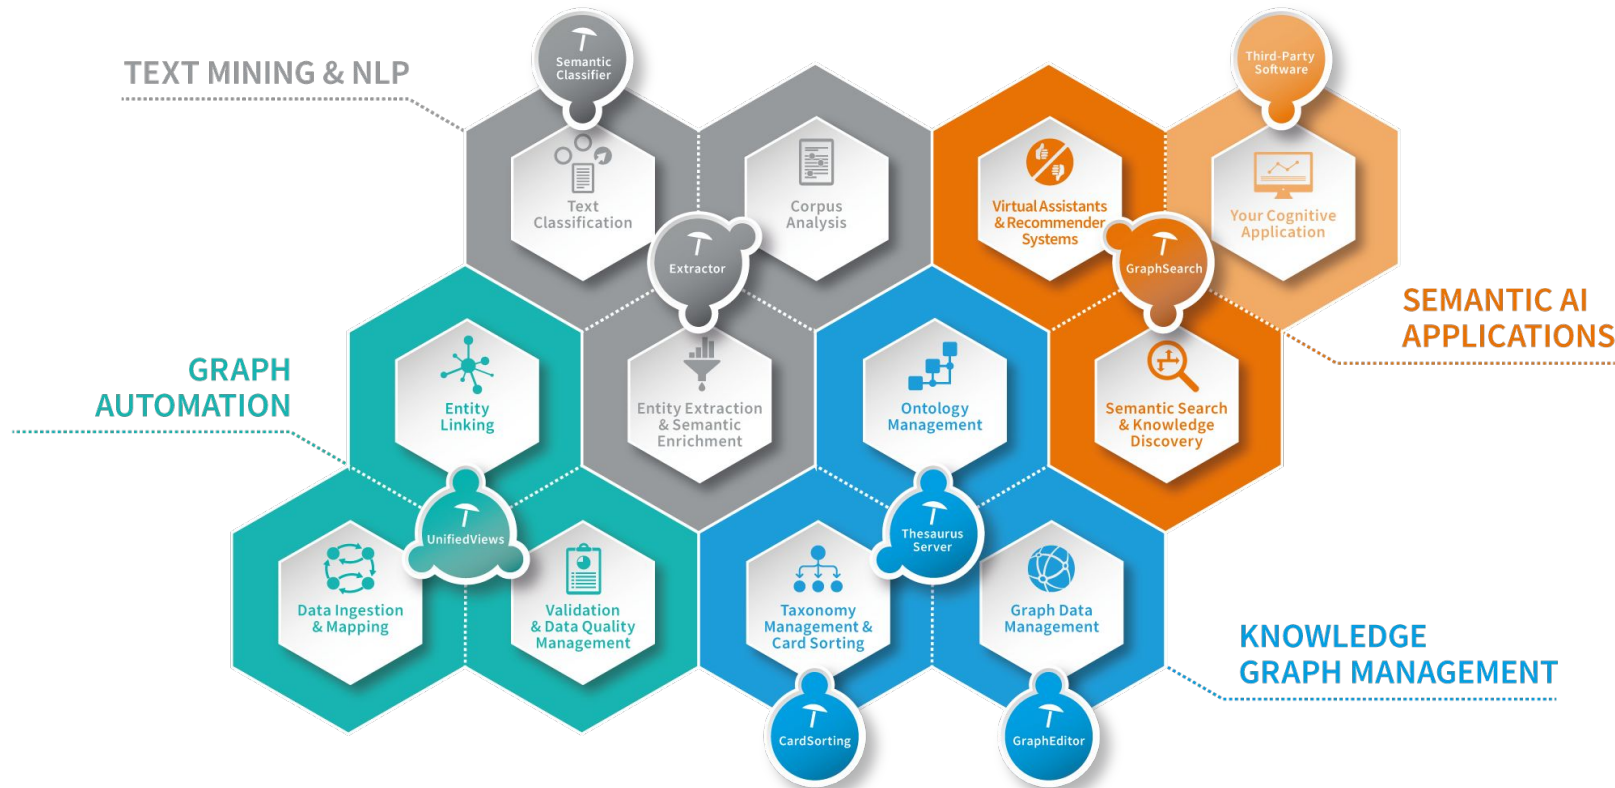 TEXT MINING & NLP
Semantic
Classifier
Third-Party
Software
Text
Classification
Corpus
Analysis
Virtual Assistants
& Recommender
Systems
Your Cognitive
Application
Extractor
GraphSearch
SEMANTIC AI
APPLICATIONS
GRAPH
AUTOMATION
Entity
Linking
Entity Extraction
& Semantic
Enrichment
Ontology
Management
Semantic Search
& Knowledge
Discovery
UnifiedViews
Thesaurus
Server
Data Ingestion
& Mapping
Validation
& Data Quality
Management
Taxonomy
Management &
Card Sorting
Graph Data
Management
KNOWLEDGE
GRAPH MANAGEMENT
CardSorting
GraphEditor